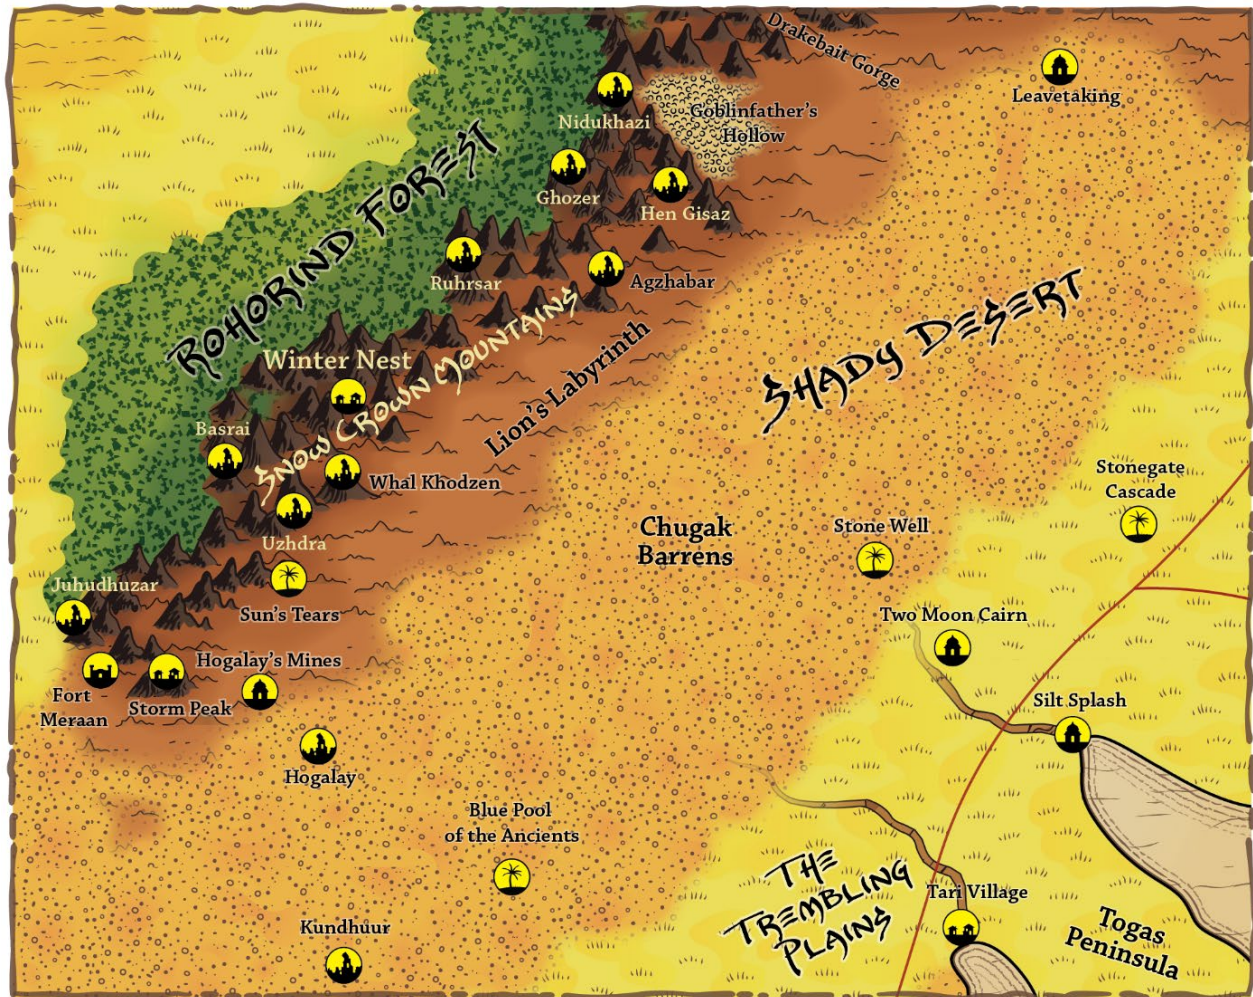 Drakebait Gorge
Leavetaking
Goblinfather's
Hollow
Nidukhazi
ROHORIND FOREST
Ghozer
Hen Gisaz
Ruhrsar
Agzhabar
SHADY DESERT
SNOW CROWN MOUNTAINS
Winter Nest
Lion's Labyrinth
Basrai
Whal Khodzen
Stonegate
Cascade
Chugak
Barrens
Stone Well
Uzhdra
Juhudhuzar
Sun's Tears
Two Moon Cairn
Hogalay's Mines
Fort
Meraan
Storm Peak
Silt Splash
Hogalay
Blue Pool
of the Ancients
THE
TREMBLING
PLAINS
Tari Village
Togas
Peninsula
Kundhuur